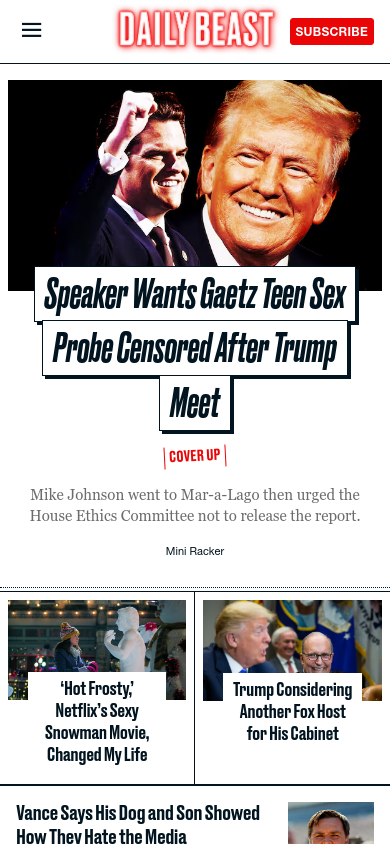 DAILY BEAST
SUBSCRIBE
Speaker Wants Gaetz Teen Sex
Probe Censored After Trump
Meet
COVER UP
Mike Johnson went to Mar-a-Lago then urged the
House Ethics Committee not to release the report.
Mini Racker
‘Hot Frosty,’
Netflix’s Sexy
Snowman Movie,
Changed My Life
Trump Considering
Another Fox Host
for His Cabinet
Vance Says His Dog and Son Showed
How They Hate the Media